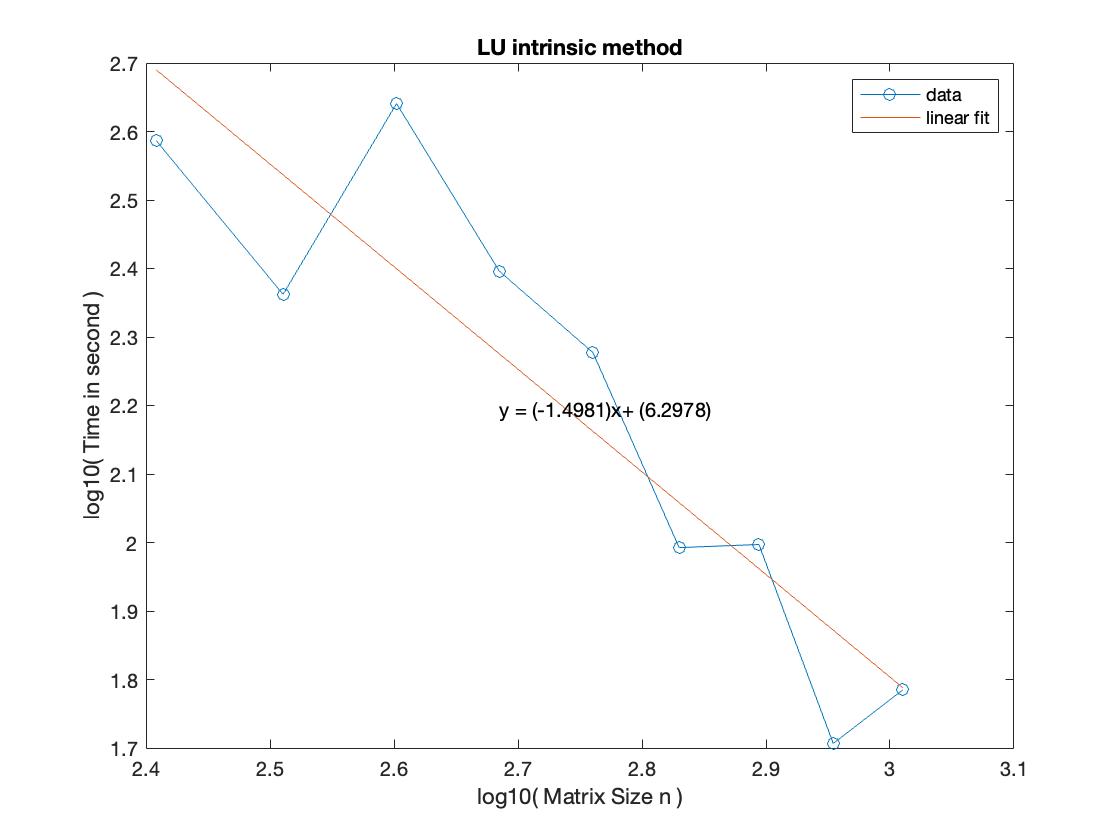 LU intrinsic method
2.7
2.6
2.5
2.4
2.3
2.2
2.1
2
1.9
1.8
1.7
log10( Time in second )
data
linear fit
y = (-1.4981)x+ (6.2978)
2.4 2.5 2.6 2.7 2.8 2.9 3 3.1
log10( Matrix Size n )